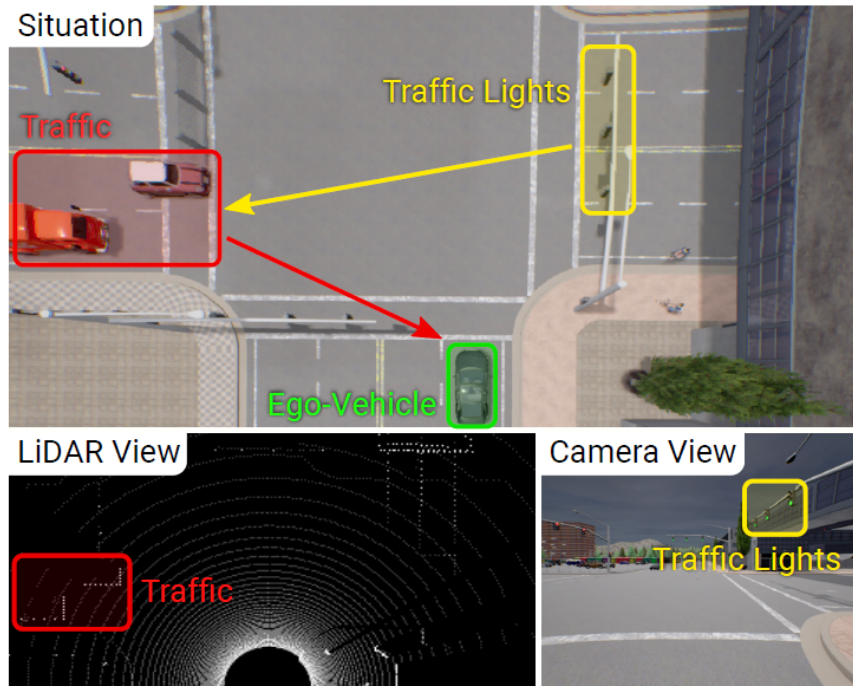 Situation
Traffic Lights
Traffic
Ego-Vehicle
LiDAR View
Camera View
Traffic
Traffic Lights